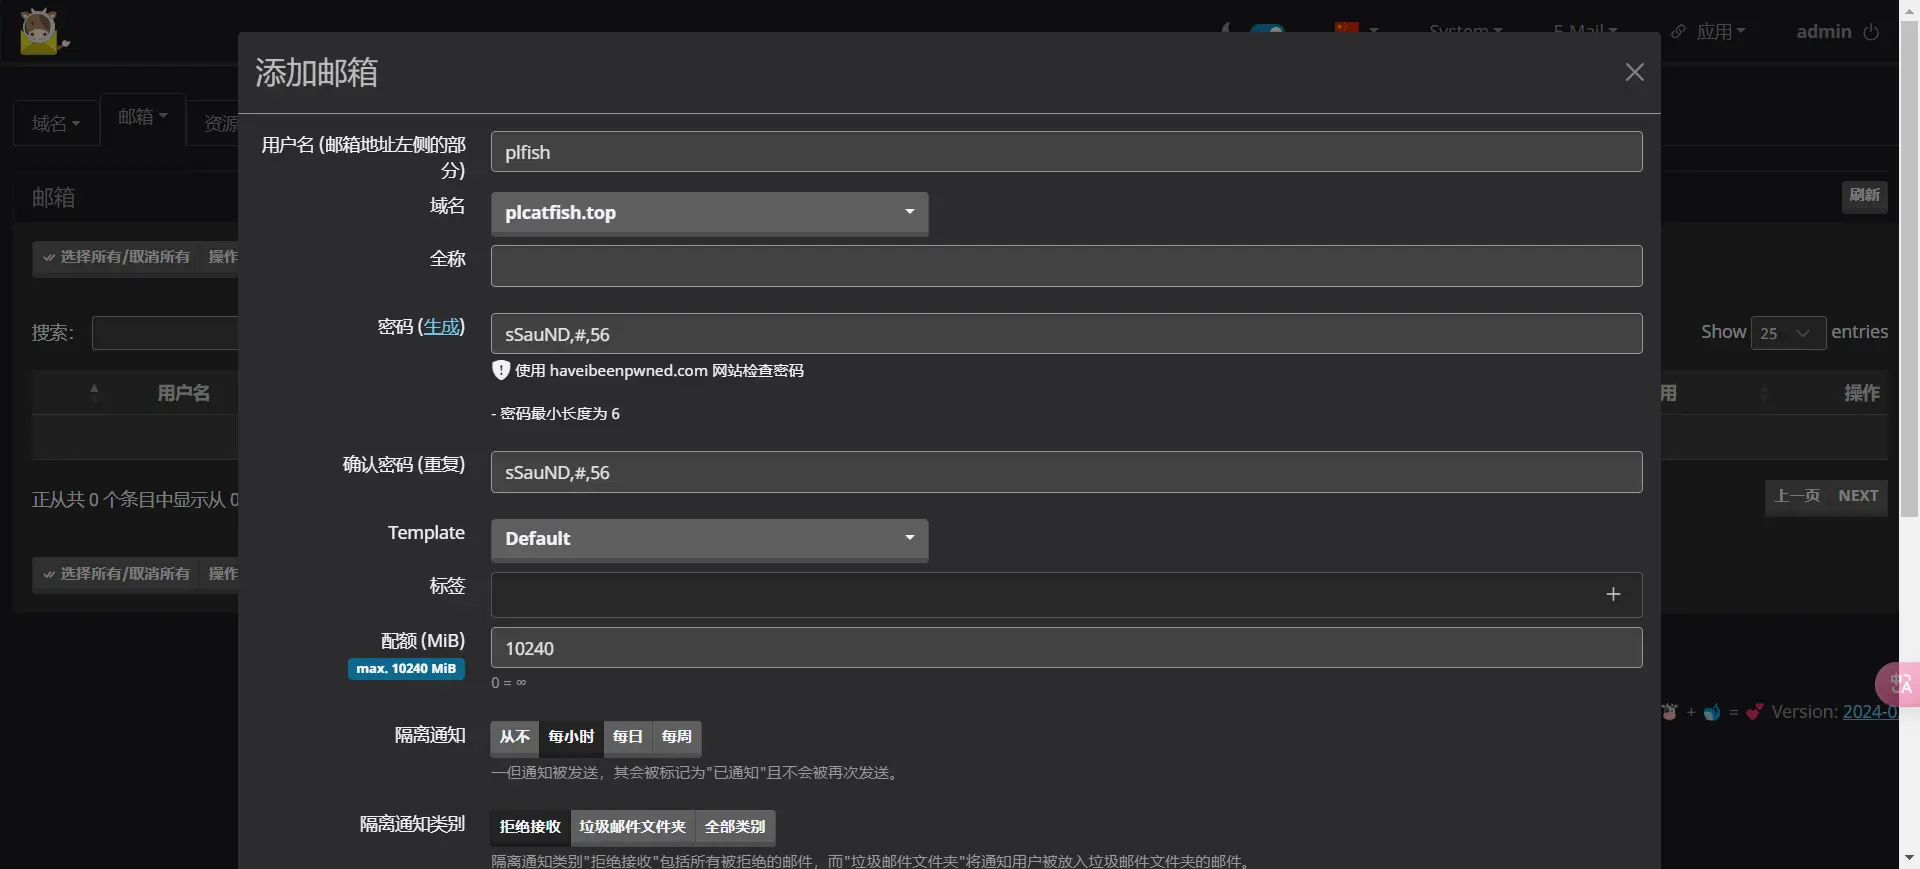 System
E-Mail
应用
admin
添加邮箱
域名
邮箱
资源
用户名 (邮箱地址左侧的部分)
plfish
邮箱
刷新
域名
plcatfish.top
选择所有/取消所有
操作
全称
密码 (生成)
sSauND,#,56
搜索:
Show 25 entries
使用 haveibeenpwned.com 网站检查密码
用户名
用
操作
- 密码最小长度为 6
确认密码 (重复)
sSauND,#,56
正从共 0 个条目中显示从 0
上一页
NEXT
Template
Default
选择所有/取消所有
操作
标签
配额 (MiB)
max. 10240 MiB
10240
0 = ∞
+ = Version: 2024-0
隔离通知
从不
每小时
每日
每周
一但通知被发送，其会被标记为"已通知"且不会被再次发送。
隔离通知类别
拒绝接收
垃圾邮件文件夹
全部类别
隔离通知类别"拒绝接收"包括所有被拒绝的邮件，而"垃圾邮件文件夹"将通知用户被放入垃圾邮件文件夹的邮件。